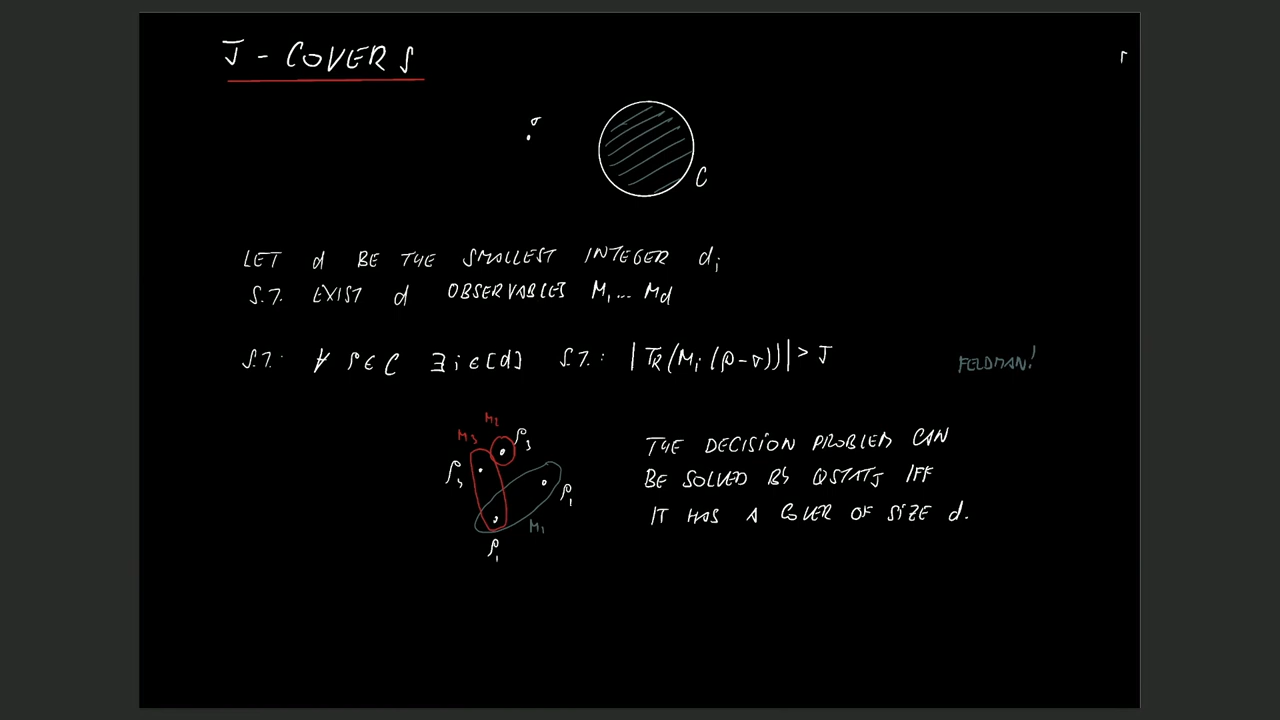 J - COVERS
σ
C
LET d BE THE SMALLEST INTEGER d;
S.T. EXIST d OBSERVABLES M₁ ... Md
S.T: ∀ ρ ∈ C ∃ i ∈ [d] S.T: |TR(Mᵢ(ρ-σ))| > J
FELDMAN!
M₂
M₃
ρ₃
THE DECISION PROBLEM CAN
BE SOLVED BY QSTATJ IFF
IT HAS A COVER OF SIZE d.
ρ₁
M₁
ρ₁